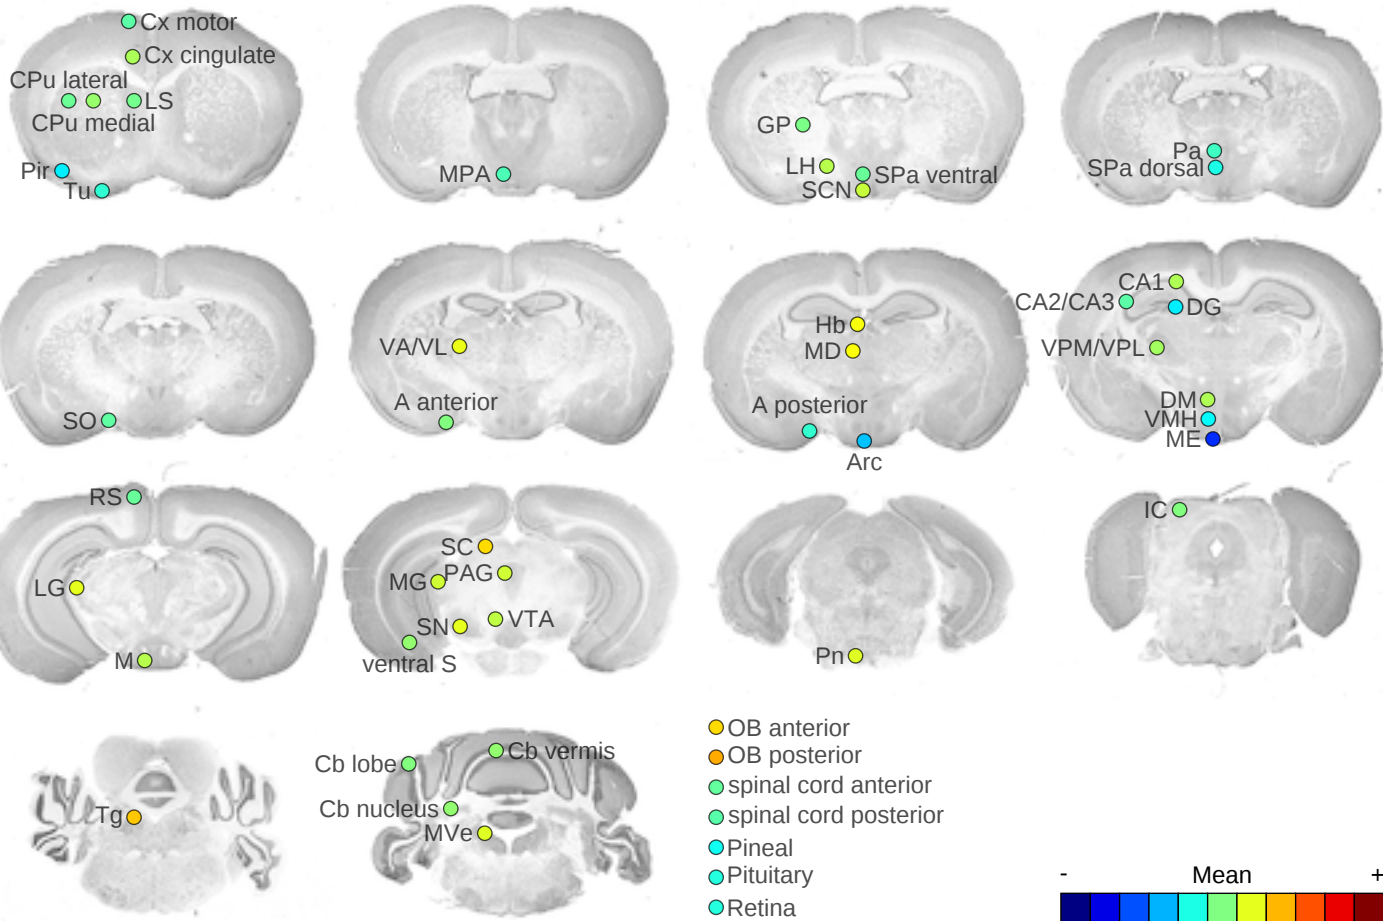 Cx motor
Cx cingulate
CPu lateral
LS
CPu medial
Pir
Tu
MPA
GP
LH
SPa ventral
SCN
Pa
SPa dorsal
SO
VA/VL
A anterior
Hb
MD
A posterior
Arc
CA1
CA2/CA3
DG
VPM/VPL
DM
VMH
ME
RS
LG
M
SC
PAG
MG
VTA
SN
ventral S
Pn
IC
Tg
Cb vermis
Cb lobe
Cb nucleus
MVe
OB anterior
OB posterior
spinal cord anterior
spinal cord posterior
Pineal
Pituitary
Retina
- Mean +